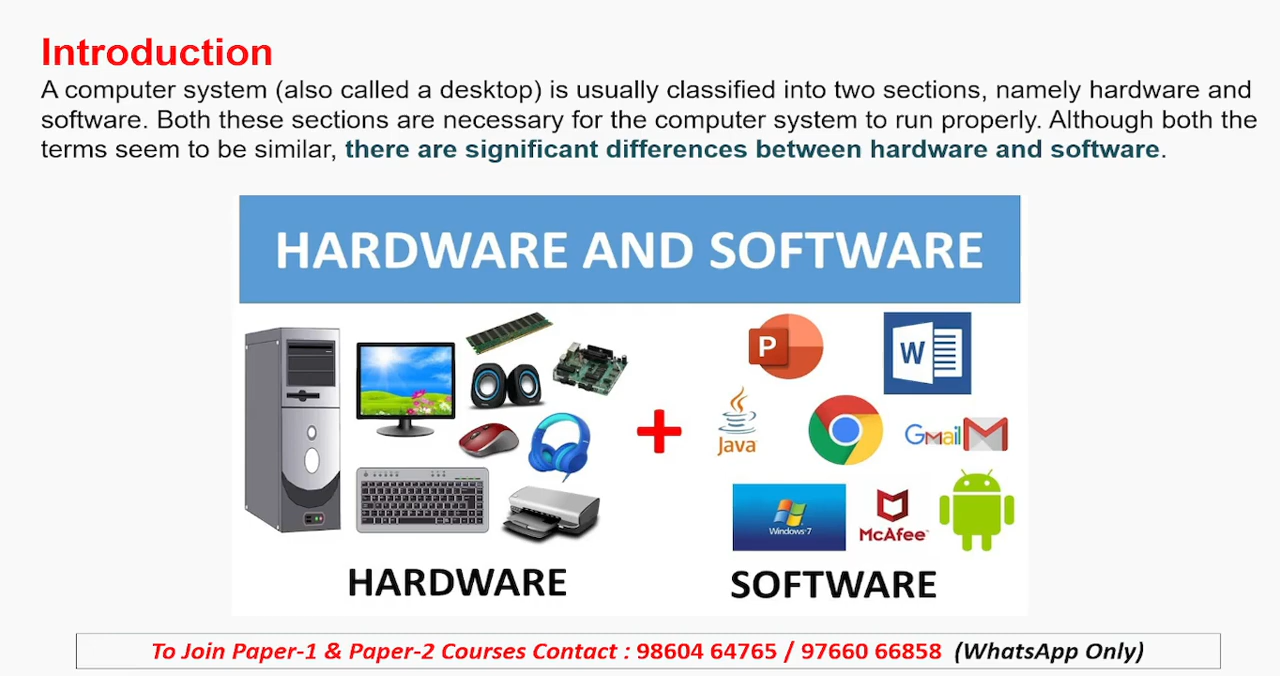 Introduction
A computer system (also called a desktop) is usually classified into two sections, namely hardware and
software. Both these sections are necessary for the computer system to run properly. Although both the
terms seem to be similar, there are significant differences between hardware and software.
HARDWARE AND SOFTWARE
P
W
Java
Gmail
Windows 7
McAfee
HARDWARE
SOFTWARE
To Join Paper-1 & Paper-2 Courses Contact : 98604 64765 / 97660 66858 (WhatsApp Only)